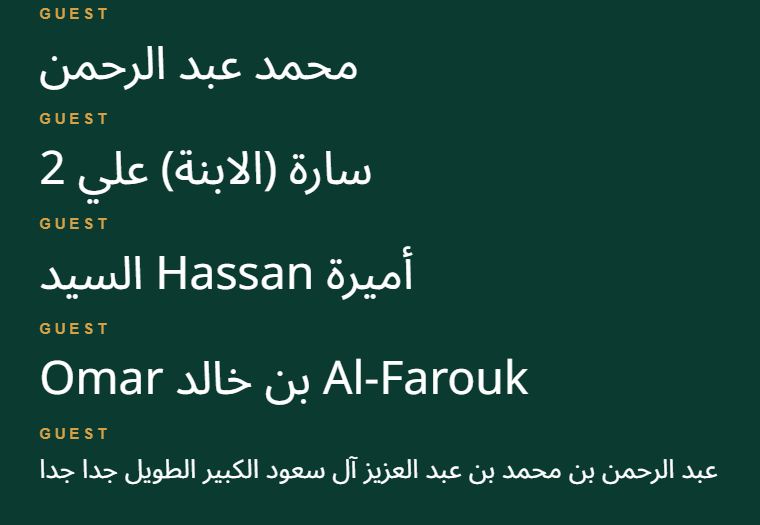 GUEST
محمد عبد الرحمن
GUEST
سارة (الابنة) علي 2
GUEST
أميرة Hassan السيد
GUEST
Omar بن خالد Al-Farouk
GUEST
عبد الرحمن بن محمد بن عبد العزيز آل سعود الكبير الطويل جدا جدا